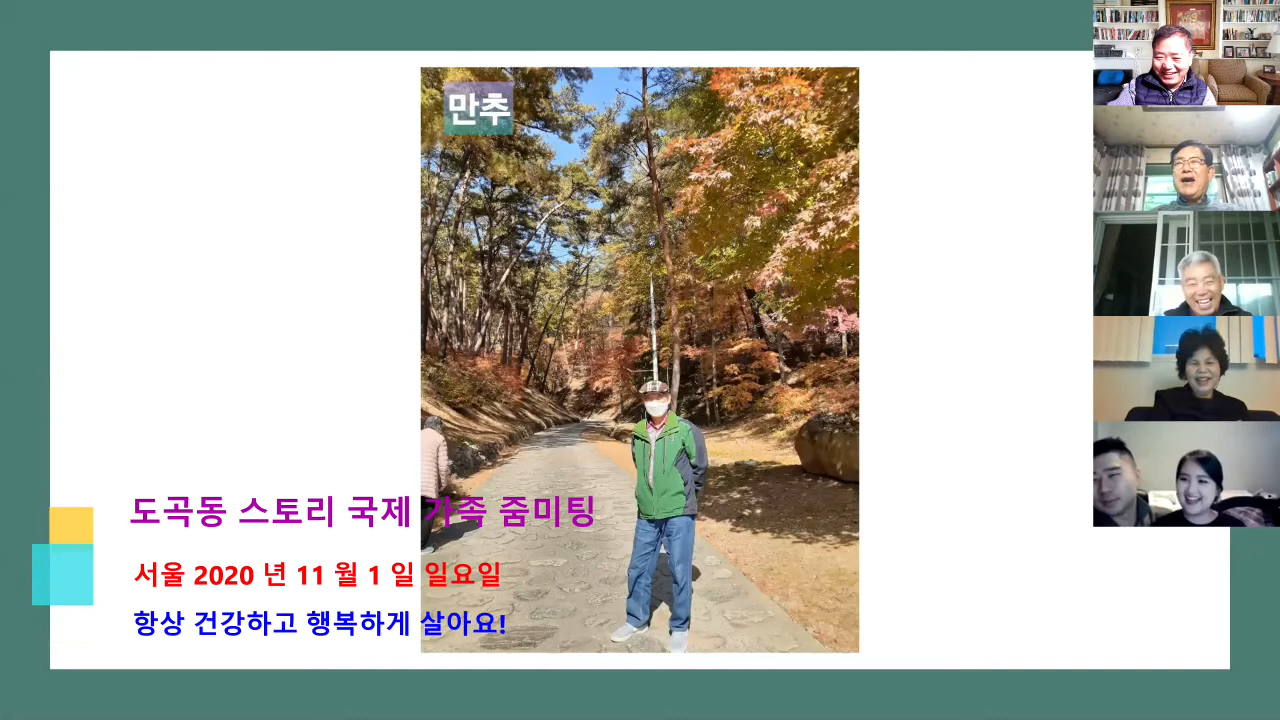 만추
도곡동 스토리 국제 가족 줌미팅
서울 2020 년 11 월 1 일 일요일
항상 건강하고 행복하게 살아요!